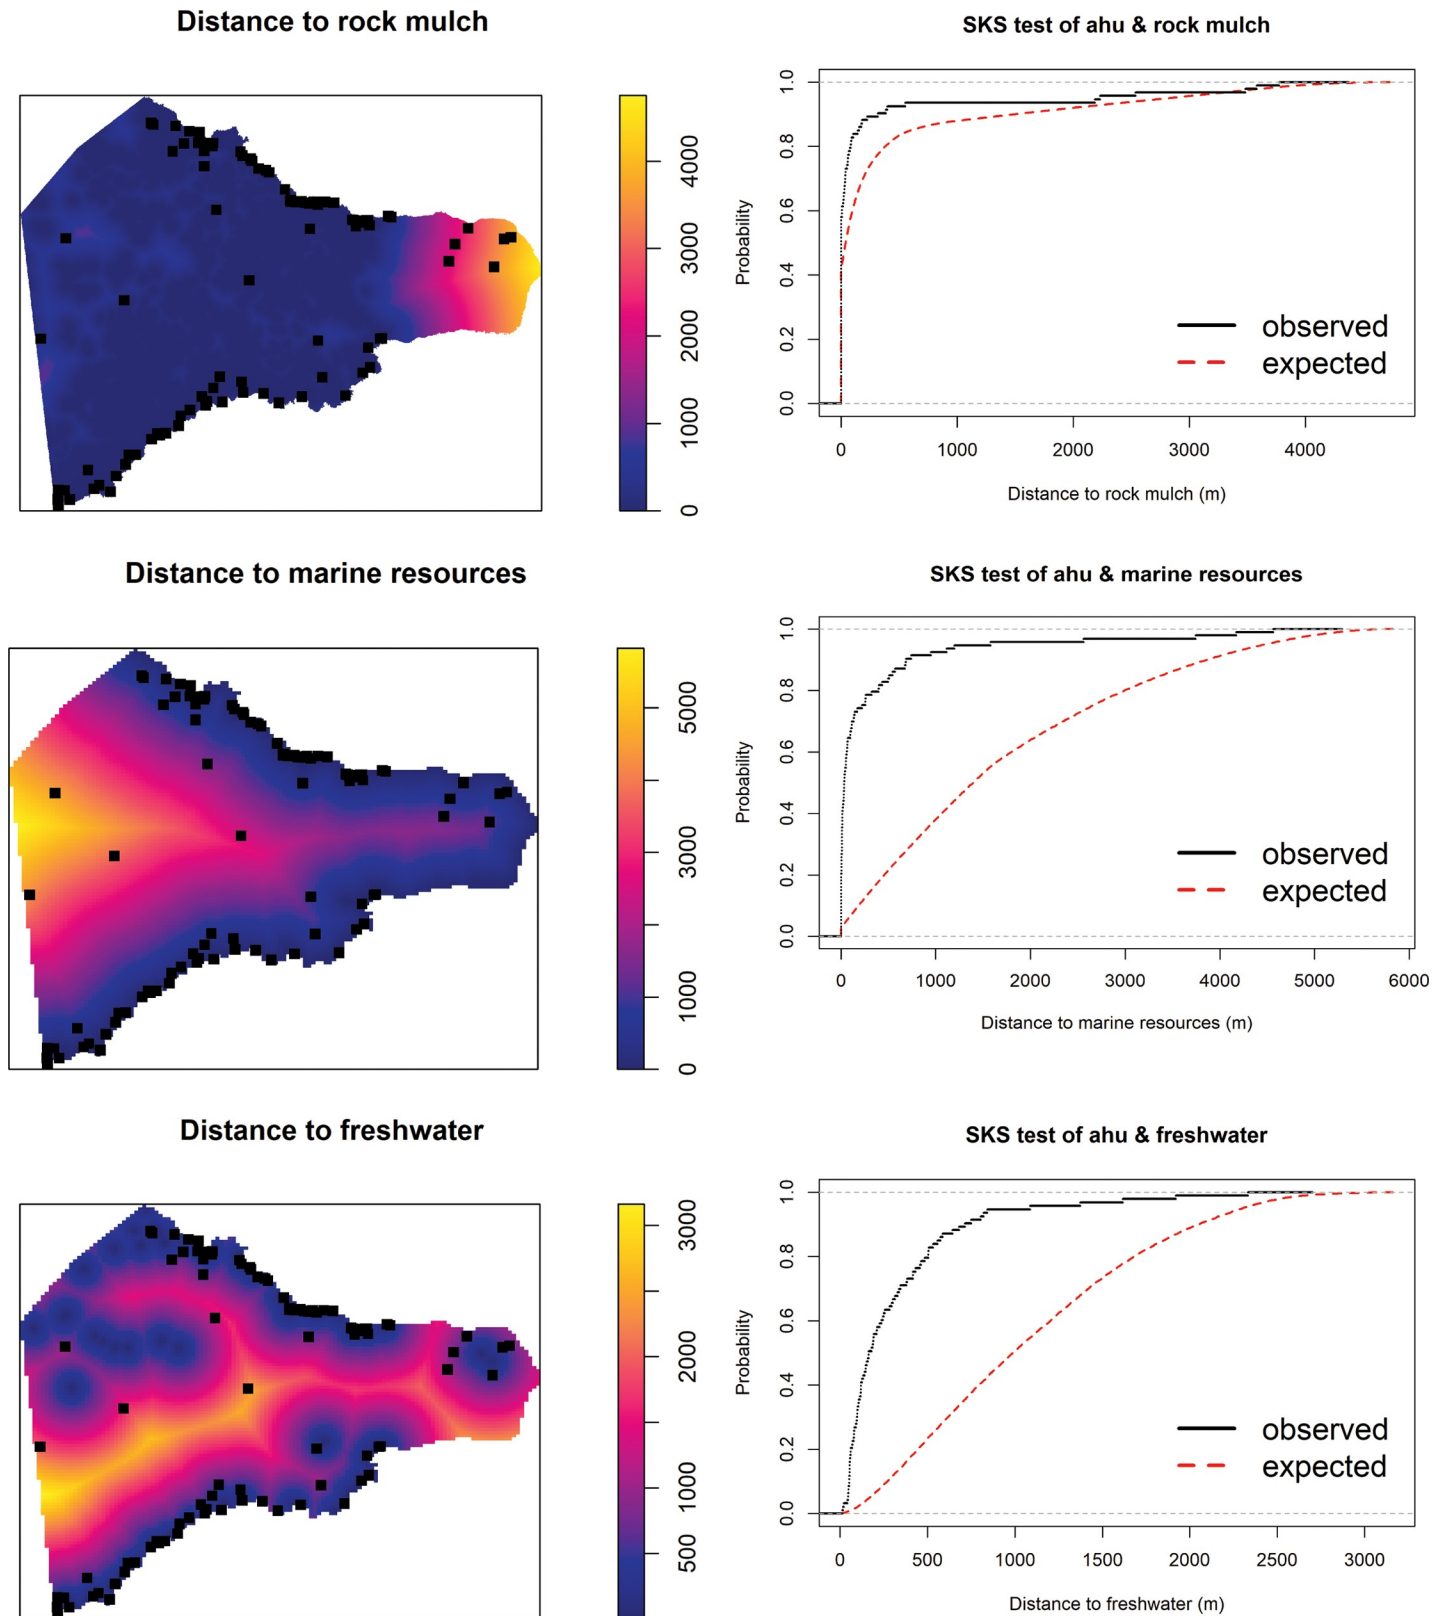 Distance to rock mulch
0
1000
2000
3000
4000
SKS test of ahu & rock mulch
Probability
0.0
0.2
0.4
0.6
0.8
1.0
observed
expected
0 1000 2000 3000 4000
Distance to rock mulch (m)
Distance to marine resources
0
1000
3000
5000
SKS test of ahu & marine resources
Probability
0.0
0.2
0.4
0.6
0.8
1.0
observed
expected
0 1000 2000 3000 4000 5000 6000
Distance to marine resources (m)
Distance to freshwater
500
1000
2000
3000
SKS test of ahu & freshwater
Probability
0.0
0.2
0.4
0.6
0.8
1.0
observed
expected
0 500 1000 1500 2000 2500 3000
Distance to freshwater (m)